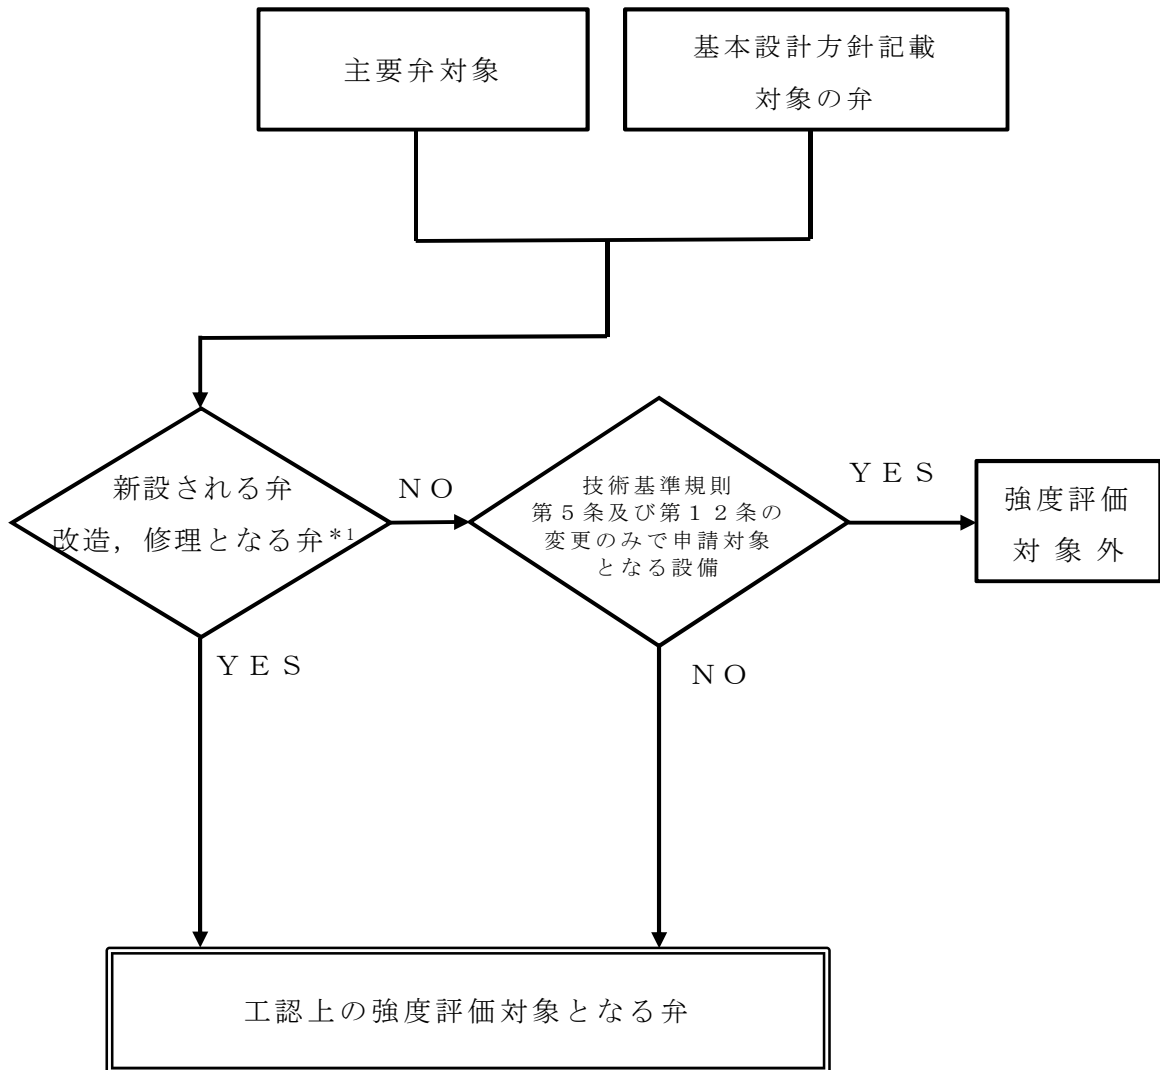 主要弁対象
基本設計方針記載
対象の弁
新設される弁
改造，修理となる弁*1
NO
技術基準規則
第５条及び第１２条の
変更のみで申請対象
となる設備
ＹＥＳ
強度評価
対象外
ＹＥＳ
ＮＯ
工認上の強度評価対象となる弁